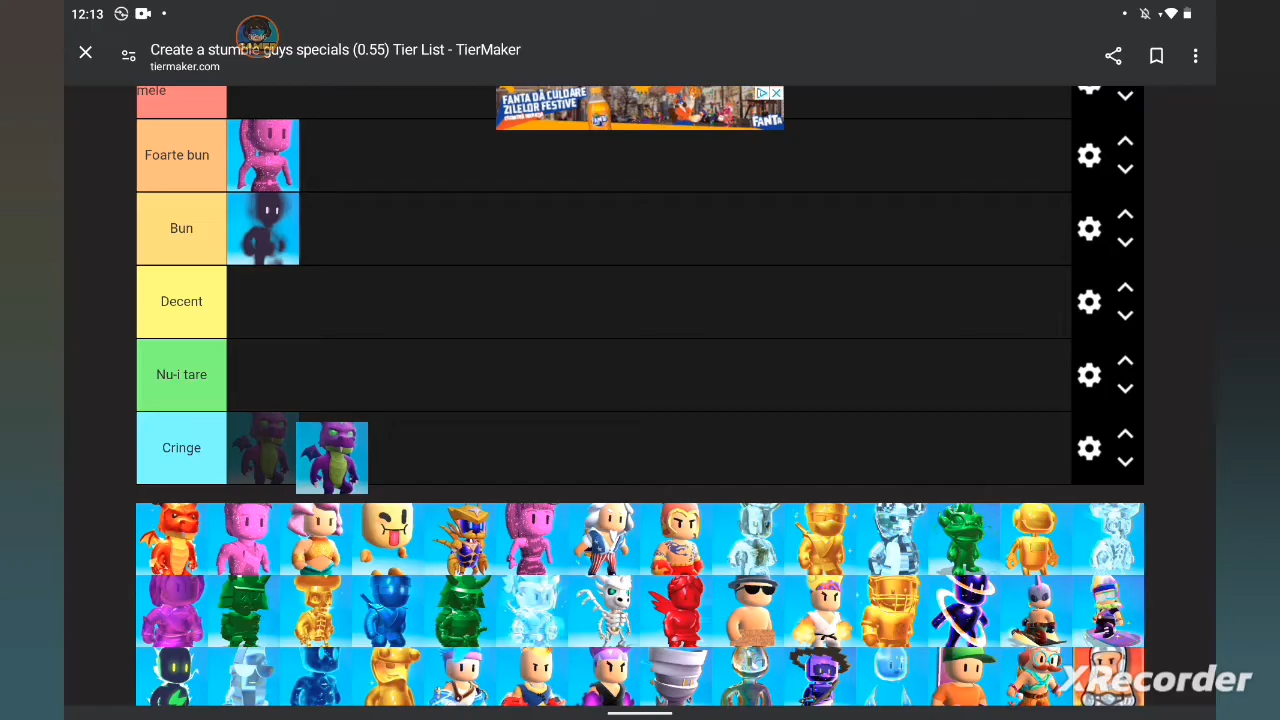 12:13
Create a stumble guys specials (0.55) Tier List - TierMaker
tiermaker.com
mele
FANTA DĂ CULOARE
ZILELOR FESTIVE
FANTA
Foarte bun
Bun
Decent
Nu-i tare
Cringe
XRecorder